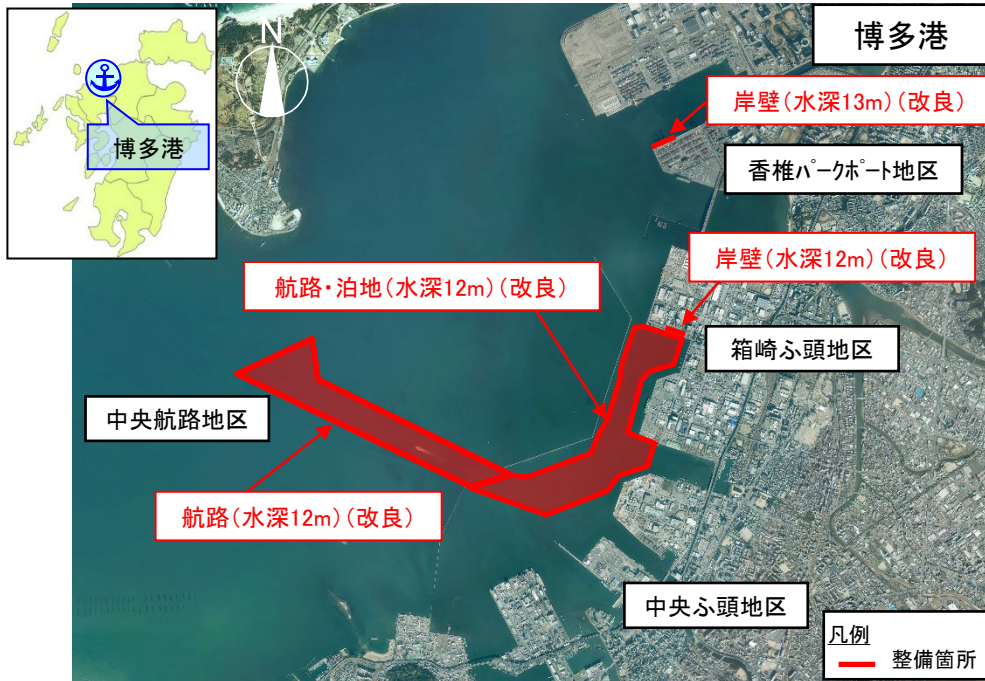 博多港
博多港
N
岸壁(水深13m)(改良)
香椎パークポート地区
岸壁(水深12m)(改良)
航路・泊地(水深12m)(改良)
箱崎ふ頭地区
中央航路地区
航路(水深12m)(改良)
中央ふ頭地区
凡例
整備箇所